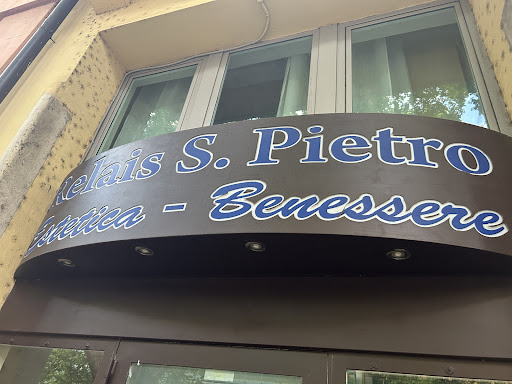 Relais S. Pietro
Estetica - Benessere